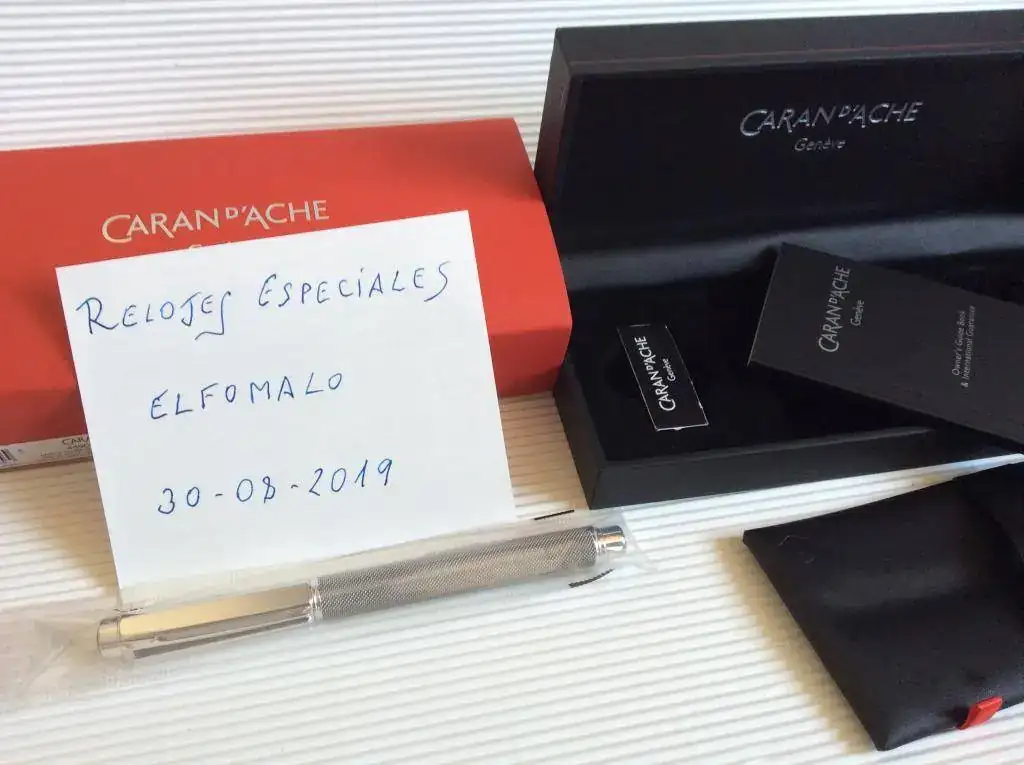 CARAN D'ACHE
RELOJES ESPECIALES
ELFOMALO
30-08-2019
CARAN D'ACHE
Genève
CARAN D'ACHE
Genève
CARAN D'ACHE
Genève
Owner's Guide Book
& International Guarantee